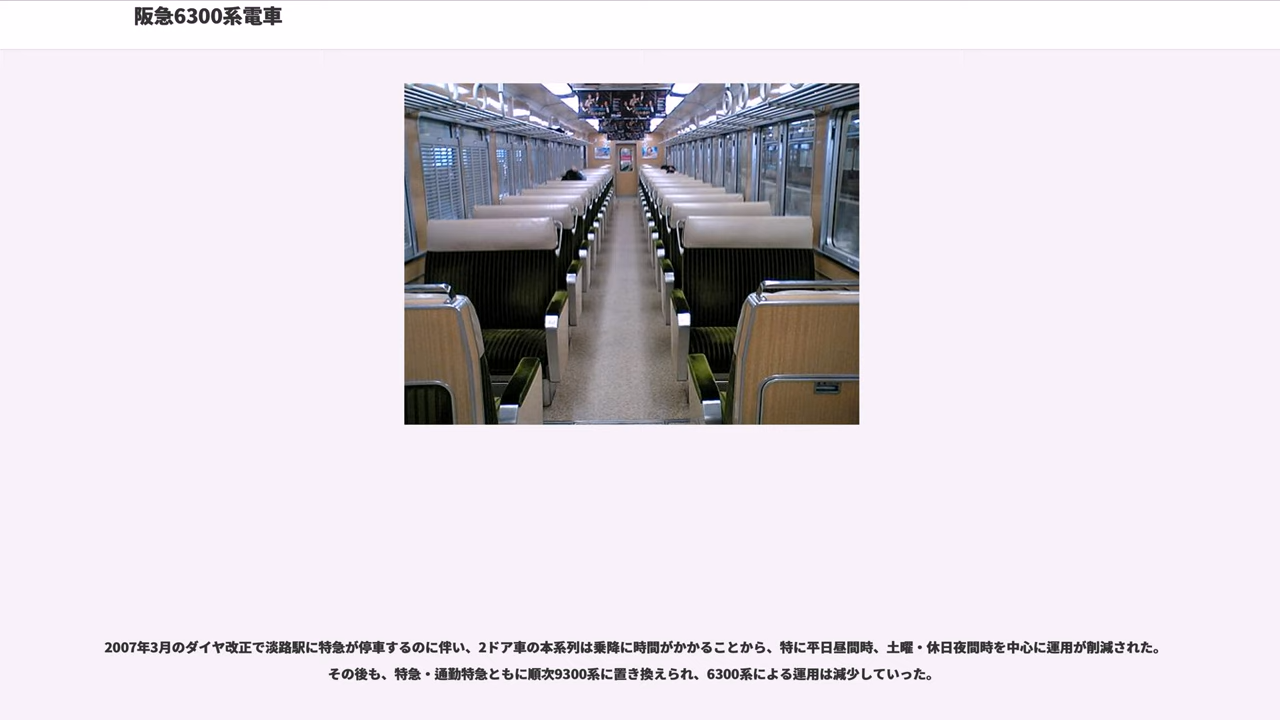 阪急6300系電車
2007年3月のダイヤ改正で淡路駅に特急が停車するのに伴い、2ドア車の本系列は乗降に時間がかかることから、特に平日昼間時、土曜・休日夜間時を中心に運用が削減された。
その後も、特急・通勤特急ともに順次9300系に置き換えられ、6300系による運用は減少していった。